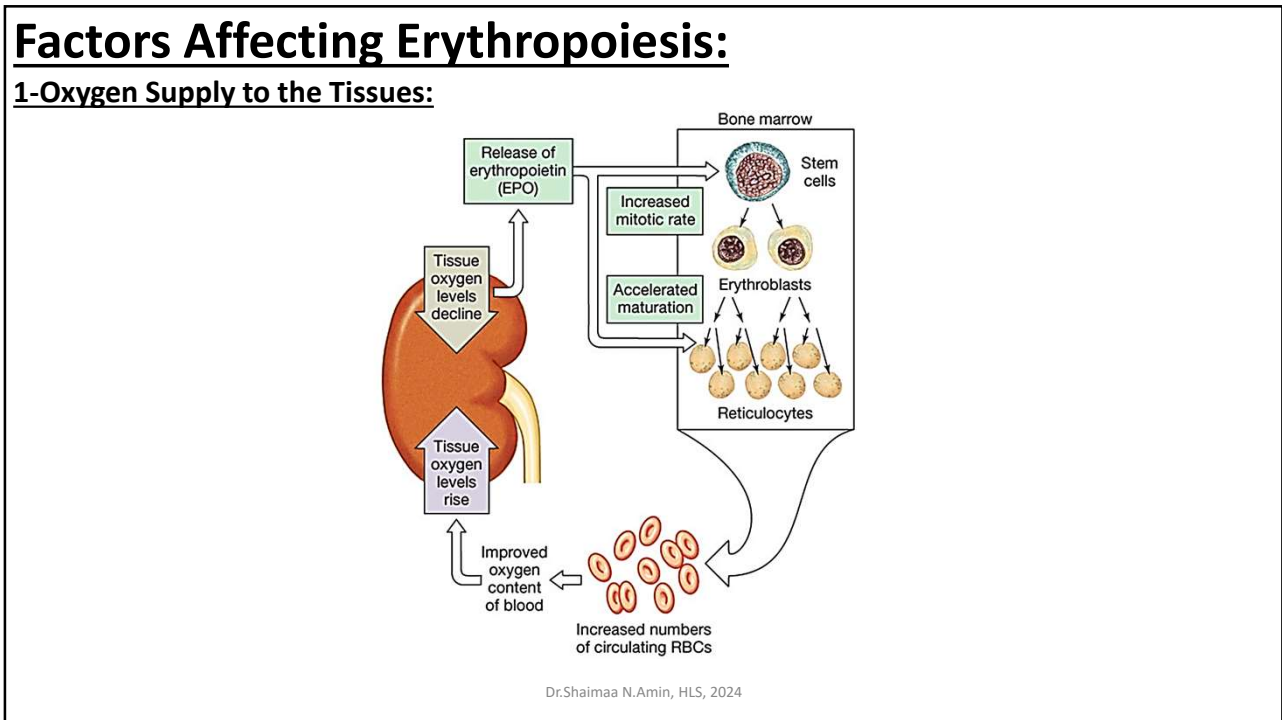 Factors Affecting Erythropoiesis:
1-Oxygen Supply to the Tissues:
Bone marrow
Release of
erythropoietin
(EPO)
Stem
cells
Increased
mitotic rate
Tissue
oxygen
levels
decline
Erythroblasts
Accelerated
maturation
Reticulocytes
Tissue
oxygen
levels
rise
Improved
oxygen
content
of blood
Increased numbers
of circulating RBCs
Dr.Shaimaa N.Amin, HLS, 2024